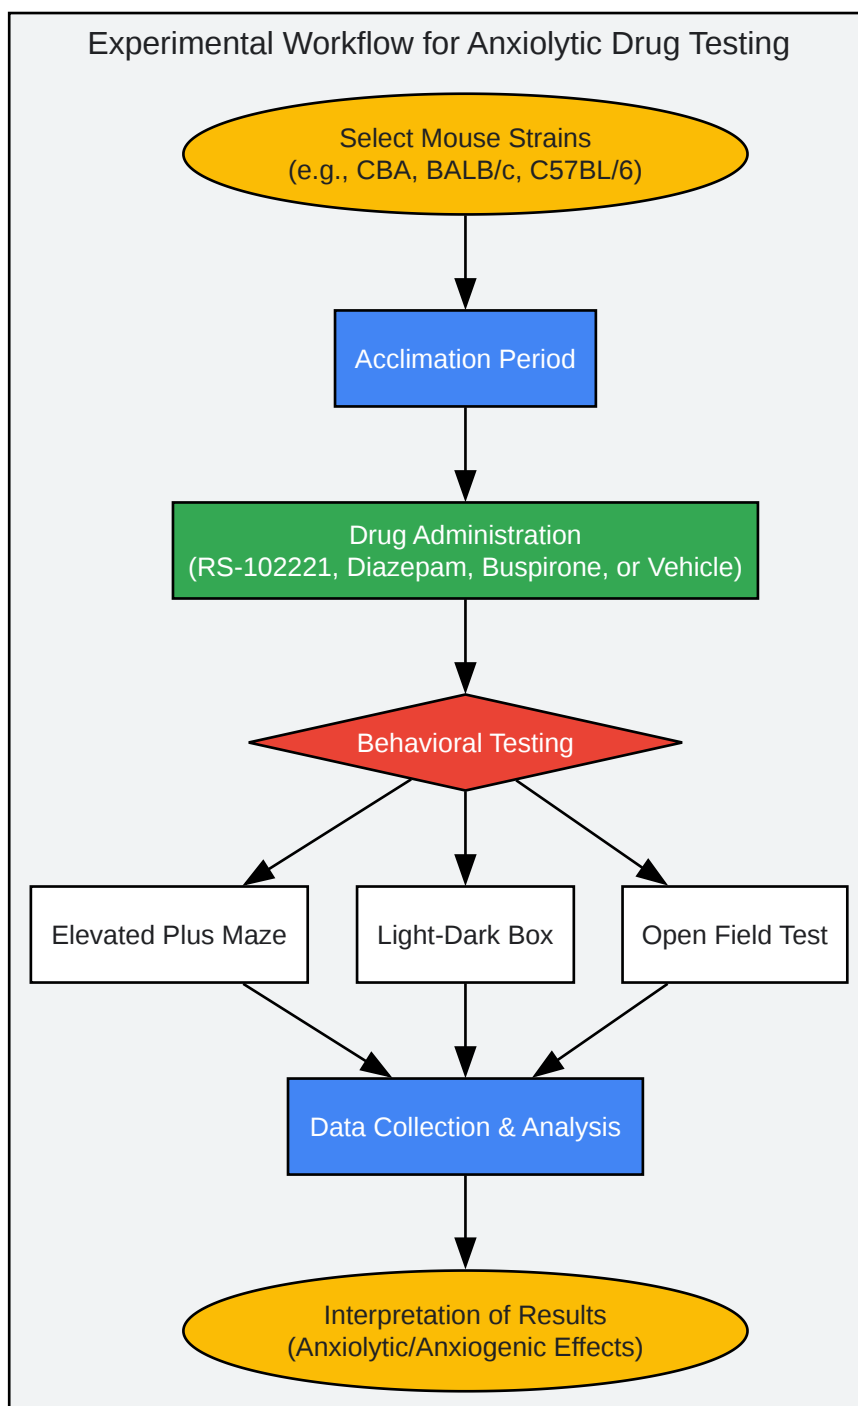 Experimental Workflow for Anxiolytic Drug Testing
Select Mouse Strains
(e.g., CBA, BALB/c, C57BL/6)
Acclimation Period
Drug Administration
(RS-102221, Diazepam, Buspirone, or Vehicle)
Behavioral Testing
Elevated Plus Maze
Light-Dark Box
Open Field Test
Data Collection & Analysis
Interpretation of Results
(Anxiolytic/Anxiogenic Effects)